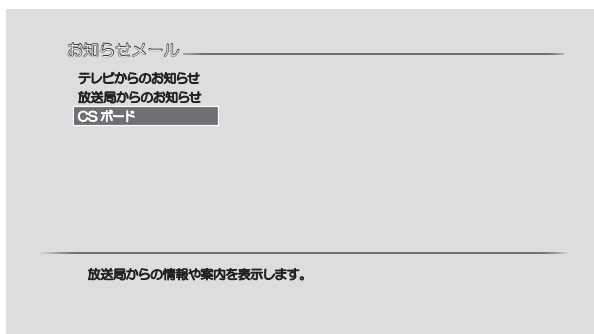 お知らせメール
テレビからのお知らせ
放送局からのお知らせ
CS ボード
放送局からの情報や案内を表示します。